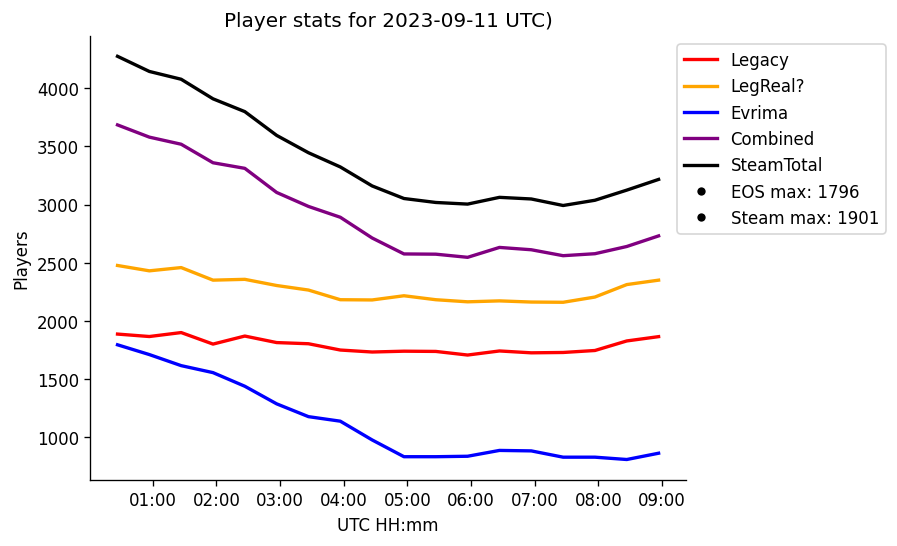 Player stats for 2023-09-11 UTC)
Legacy
LegReal?
Evrima
Combined
SteamTotal
EOS max: 1796
Steam max: 1901
Players
4000
3500
3000
2500
2000
1500
1000
01:00 02:00 03:00 04:00 05:00 06:00 07:00 08:00 09:00
UTC HH:mm